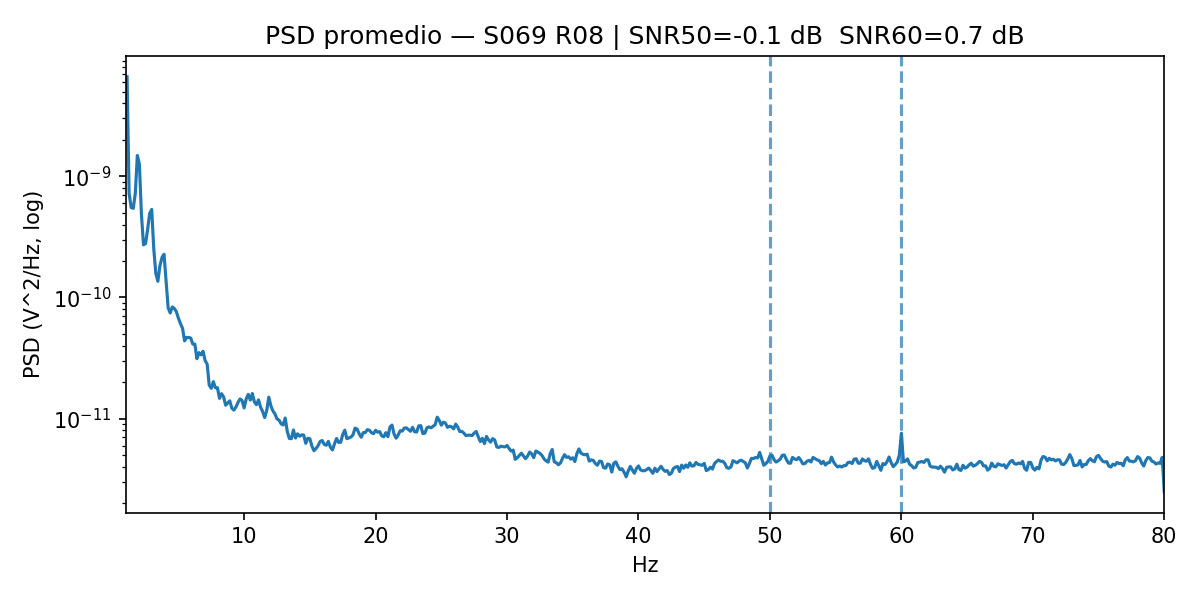 PSD promedio — S069 R08 | SNR50=-0.1 dB  SNR60=0.7 dB
PSD (V^2/Hz, log)
10⁻⁹
10⁻¹⁰
10⁻¹¹
10 20 30 40 50 60 70 80
Hz